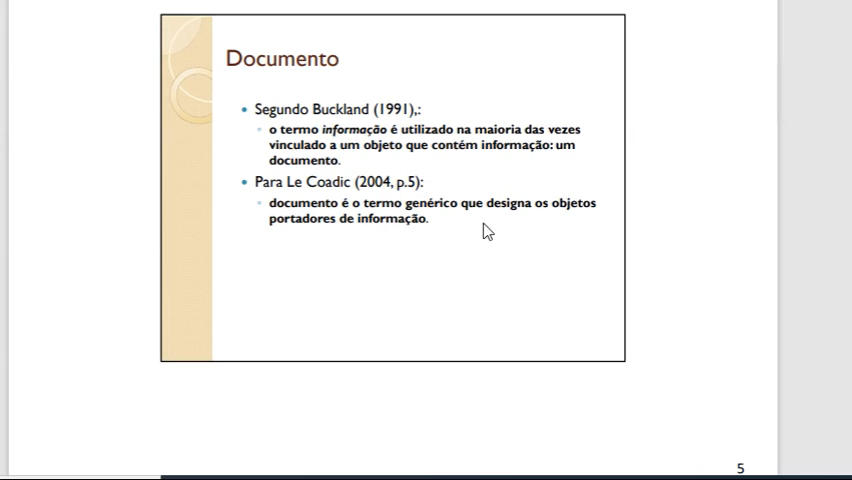 Documento
• Segundo Buckland (1991),:
◦ o termo informação é utilizado na maioria das vezes
vinculado a um objeto que contém informação: um
documento.
• Para Le Coadic (2004, p.5):
◦ documento é o termo genérico que designa os objetos
portadores de informação.
5